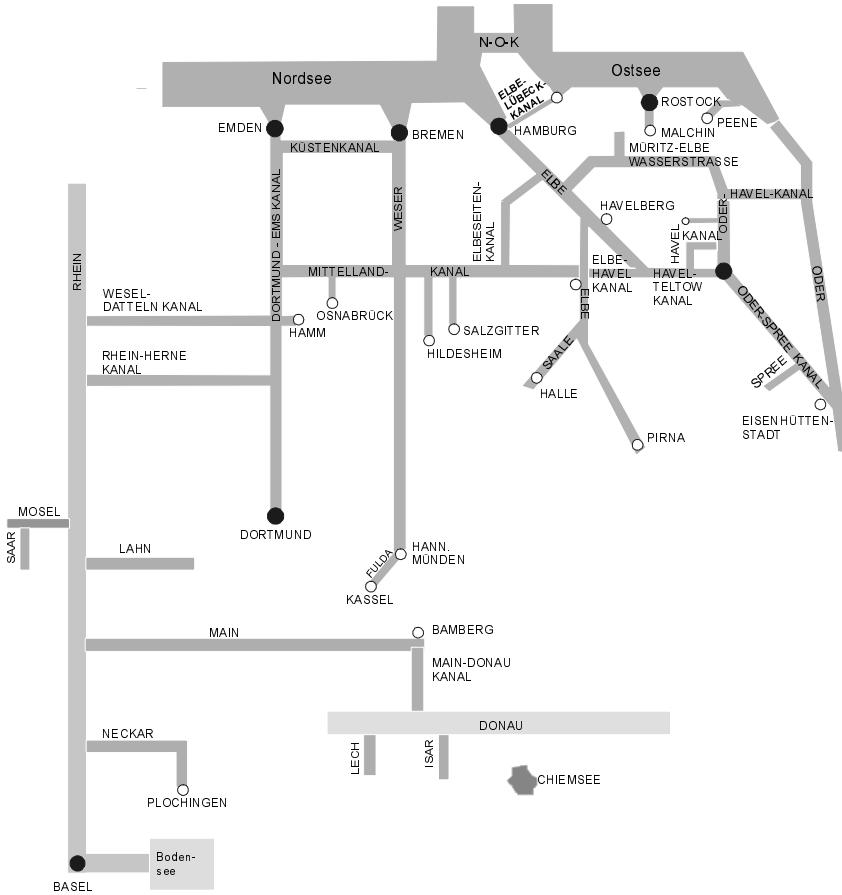 N-O-K
Nordsee
Ostsee
ELBE-
LÜBECK-
KANAL
ROSTOCK
EMDEN
BREMEN
HAMBURG
MALCHIN
PEENE
KÜSTENKANAL
MÜRITZ-ELBE
WASSERSTRASSE
ELBE
HAVEL-KANAL
ODER-
DORTMUND - EMS KANAL
WESER
ELBESEITEN-
KANAL
HAVELBERG
HAVEL
KANAL
RHEIN
MITTELLAND-
KANAL
ELBE-
HAVEL
KANAL
HAVEL-
TELTOW
KANAL
ODER
WESEL-
DATTELN KANAL
OSNABRÜCK
ELBE
ODER-SPREE KANAL
HAMM
SALZGITTER
HILDESHEIM
RHEIN-HERNE
KANAL
SAALE
SPREE
HALLE
EISENHÜTTEN-
STADT
PIRNA
MOSEL
SAAR
DORTMUND
LAHN
HANN.
MÜNDEN
FULDA
KASSEL
MAIN
BAMBERG
MAIN-DONAU
KANAL
DONAU
NECKAR
LECH
ISAR
CHIEMSEE
PLOCHINGEN
Boden-
see
BASEL